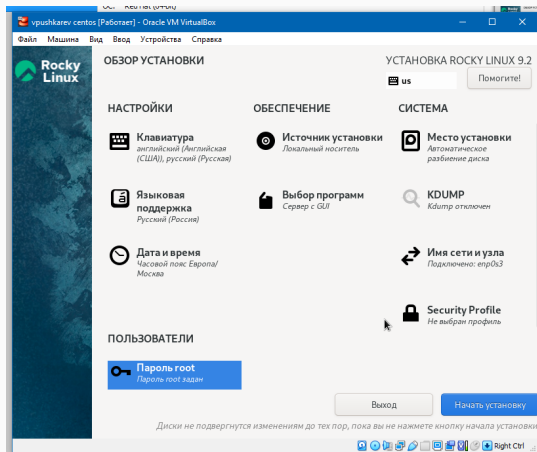 vpushkarev centos [Работает] - Oracle VM VirtualBox
Файл Машина Вид Ввод Устройства Справка
Rocky
Linux
ОБЗОР УСТАНОВКИ
УСТАНОВКА ROCKY LINUX 9.2
us
Помогите!
НАСТРОЙКИ
ОБЕСПЕЧЕНИЕ
СИСТЕМА
Клавиатура
английский (Английская
(США)), русский (Русская)
Источник установки
Локальный носитель
Место установки
Автоматическое
разбиение диска
Языковая
поддержка
Русский (Россия)
Выбор программ
Сервер с GUI
KDUMP
Kdump отключен
Дата и время
Часовой пояс Европа/
Москва
Имя сети и узла
Подключено: enp0s3
Security Profile
Не выбран профиль
ПОЛЬЗОВАТЕЛИ
Пароль root
Пароль root задан
Выход
Начать установку
Диски не подвергнутся изменениям до тех пор, пока вы не нажмете кнопку начала установки
Right Ctrl